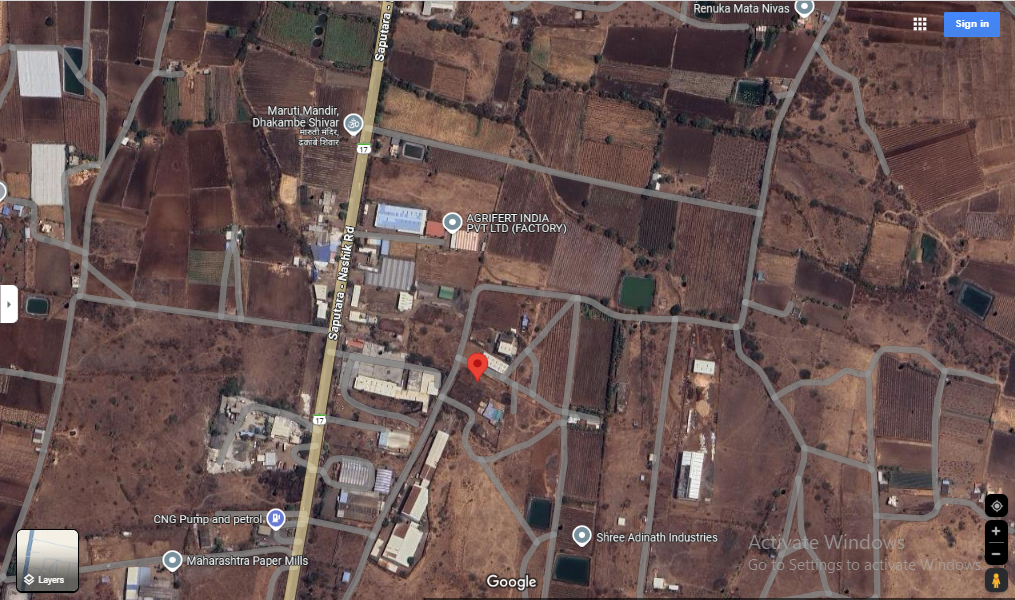 Renuka Mata Nivas
Sign in
Saputara -
Maruti Mandir,
Dhakambe Shivar
मारुती मंदिर,
ढकांबे शिवार
17
AGRIFERT INDIA
PVT LTD (FACTORY)
Saputara - Nashik Rd
17
CNG Pump and petrol
Shree Adinath Industries
Activate Windows
Go to Settings to activate Windows.
Maharashtra Paper Mills
Layers
Google